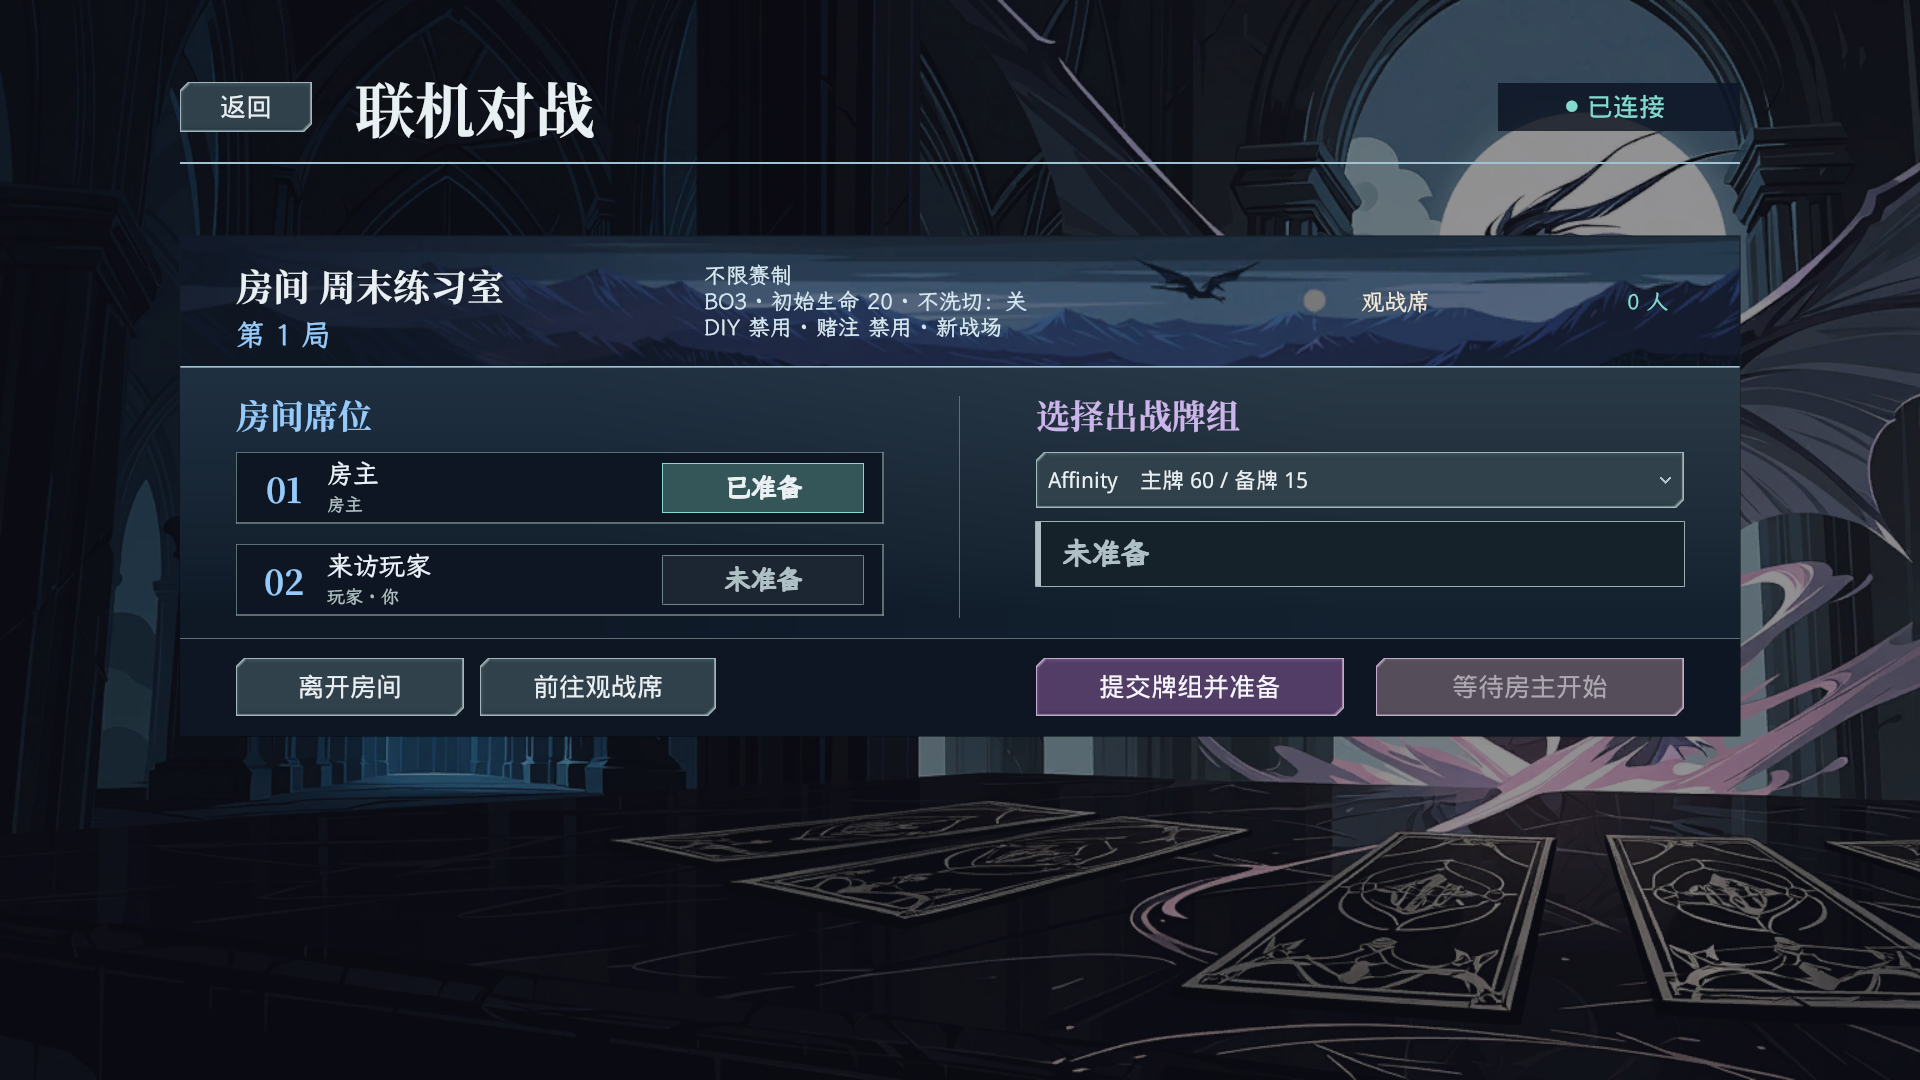 返回
联机对战
已连接
房间 周末练习室
第 1 局
不限赛制
BO3・初始生命 20・不洗切：关
DIY 禁用・赌注 禁用・新战场
观战席
0 人
房间席位
01
房主
房主
已准备
02
来访玩家
玩家・你
未准备
选择出战牌组
Affinity 主牌 60 / 备牌 15
未准备
离开房间
前往观战席
提交牌组并准备
等待房主开始